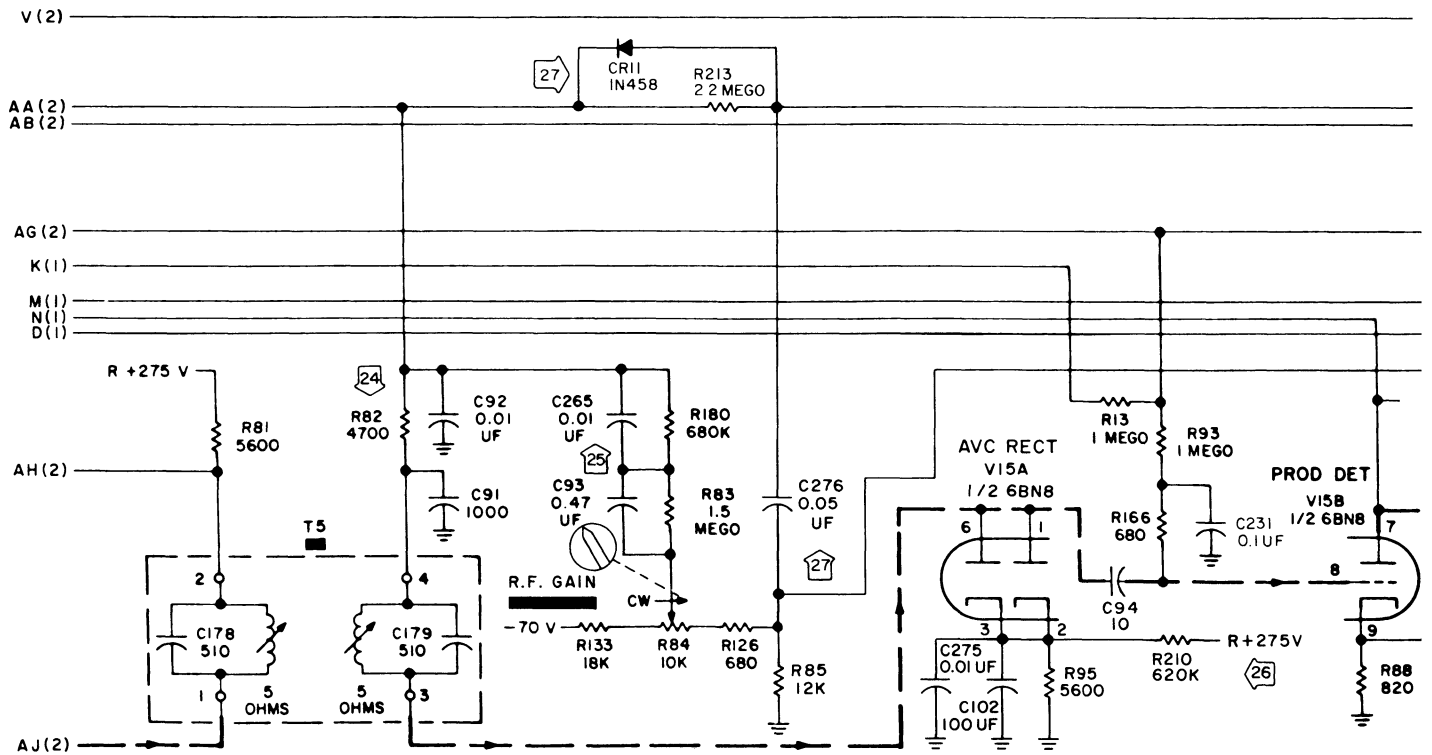 V(2)
27
CR11
1N458
R213
2 2 MEGO
AA(2)
AB(2)
AG(2)
K(1)
M(1)
N(1)
D(1)
R +275 V
24
R81
5600
R82
4700
C92
0.01
UF
C265
0.01
UF
R180
680K
R13
1 MEGO
R93
1 MEGO
AH(2)
25
C91
1000
C93
0.47
UF
R83
1.5
MEGO
C276
0.05
UF
AVC RECT
V15A
1/2 6BN8
PROD DET
V15B
1/2 6BN8
R166
680
C231
0.1UF
T5
6
1
7
27
8
2
4
R.F. GAIN
CW
C94
10
C178
510
C179
510
-70 V
R133
18K
R84
10K
R126
680
3
2
9
R+275V
R210
620K
26
C275
0.01 UF
R85
12K
R95
5600
R88
820
C102
100 UF
1
5
OHMS
5
OHMS
3
AJ(2)